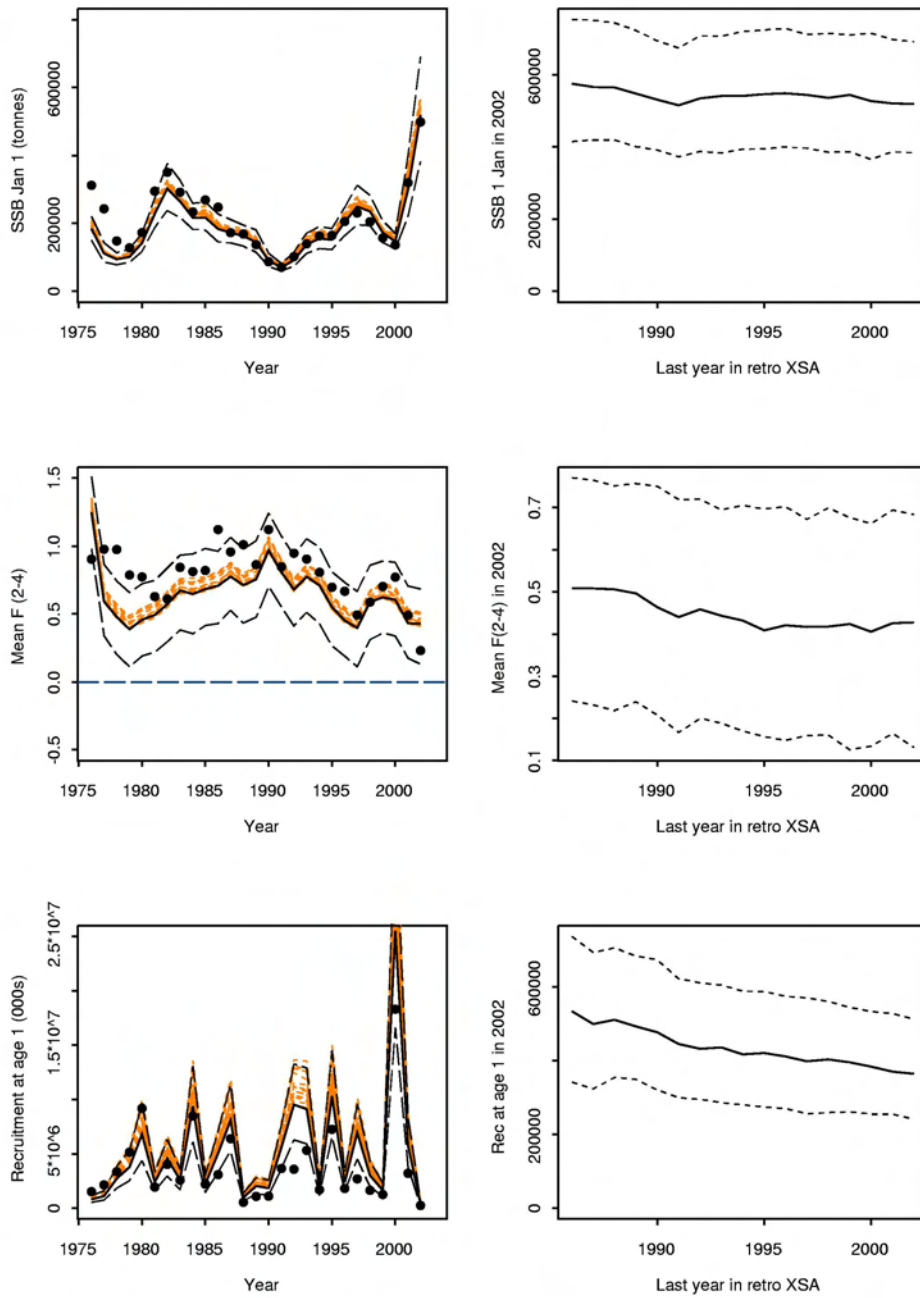 SSB Jan 1 (tonnes)
600000
200000
0
1975 1980 1985 1990 1995 2000
Year
SSB 1 Jan in 2002
600000
200000
0
1990 1995 2000
Last year in retro XSA
Mean F (2-4)
1.5
1.0
0.5
0.0
-0.5
1975 1980 1985 1990 1995 2000
Year
Mean F(2-4) in 2002
0.7
0.5
0.3
0.1
1990 1995 2000
Last year in retro XSA
Recruitment at age 1 (000s)
2.5*10^7
1.5*10^7
5*10^6
0
1975 1980 1985 1990 1995 2000
Year
Rec at age 1 in 2002
600000
200000
0
1990 1995 2000
Last year in retro XSA